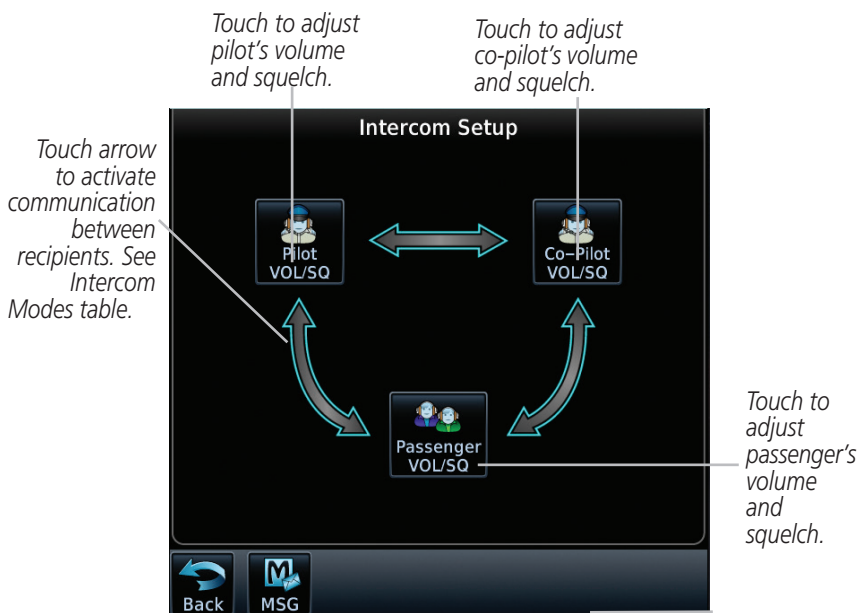 Touch to adjust
pilot’s volume
and squelch.
Touch to adjust
co-pilot’s volume
and squelch.
Touch arrow
to activate
communication
between
recipients. See
Intercom
Modes table.
Intercom Setup
Pilot
VOL/SQ
Co–Pilot
VOL/SQ
Passenger
VOL/SQ
Touch to
adjust
passenger’s
volume
and
squelch.
Back
M
MSG